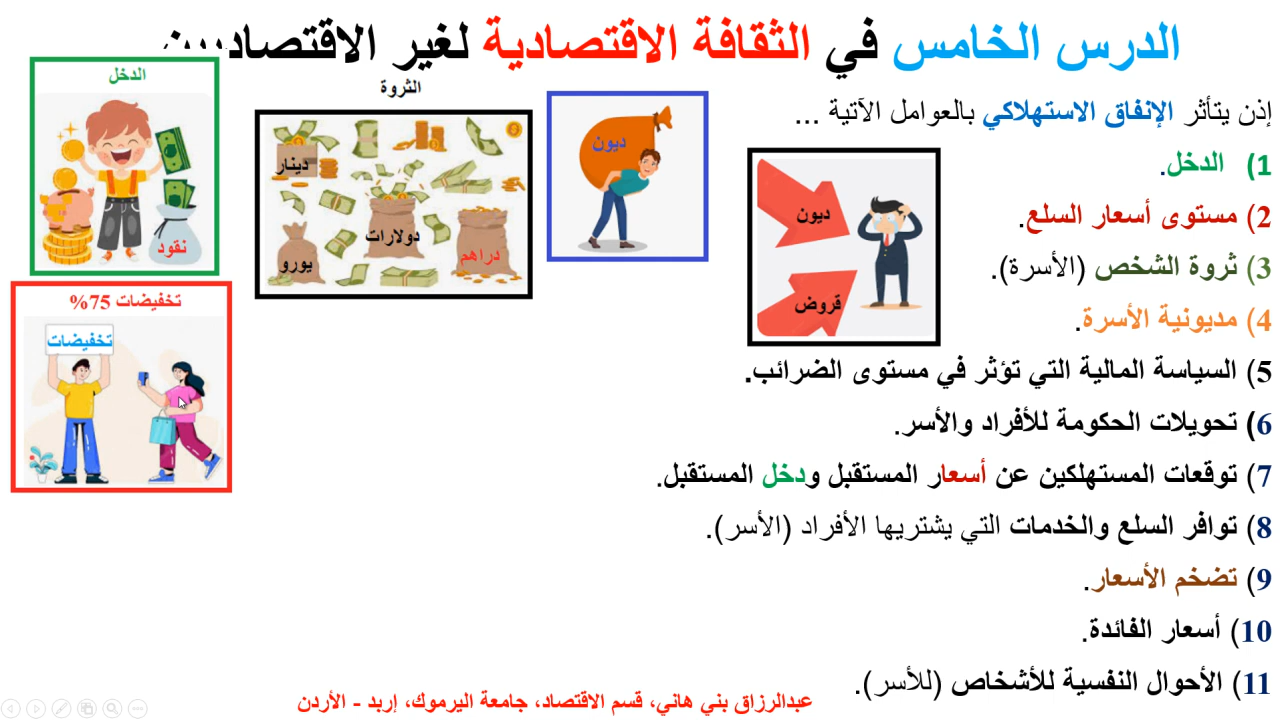 الدرس الخامس في الثقافة الاقتصادية لغير الاقتصاديين
إذن يتأثر الإنفاق الاستهلاكي بالعوامل الآتية ...
1) الدخل.
2) مستوى أسعار السلع.
3) ثروة الشخص (الأسرة).
4) مديونية الأسرة.
5) السياسة المالية التي تؤثر في مستوى الضرائب.
6) تحويلات الحكومة للأفراد والأسر.
7) توقعات المستهلكين عن أسعار المستقبل ودخل المستقبل.
8) توافر السلع والخدمات التي يشتريها الأفراد (الأسر).
9) تضخم الأسعار.
10) أسعار الفائدة.
11) الأحوال النفسية للأشخاص (للأسر).
ديون
قروض
ديون
الثروة
دينار
دولارات
دراهم
يورو
الدخل
نقود
تخفيضات 75%
تخفيضات
عبدالرزاق بني هاني، قسم الاقتصاد، جامعة اليرموك، إربد - الأردن